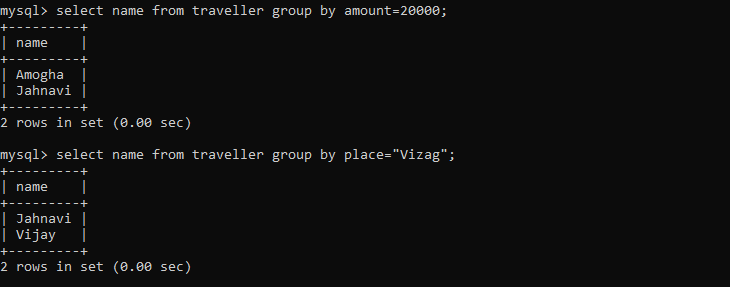 mysql> select name from traveller group by amount=20000;
+---------+
| name    |
+---------+
| Amogha  |
| Jahnavi |
+---------+
2 rows in set (0.00 sec)
mysql> select name from traveller group by place="Vizag";
+---------+
| name    |
+---------+
| Jahnavi |
| Vijay   |
+---------+
2 rows in set (0.00 sec)